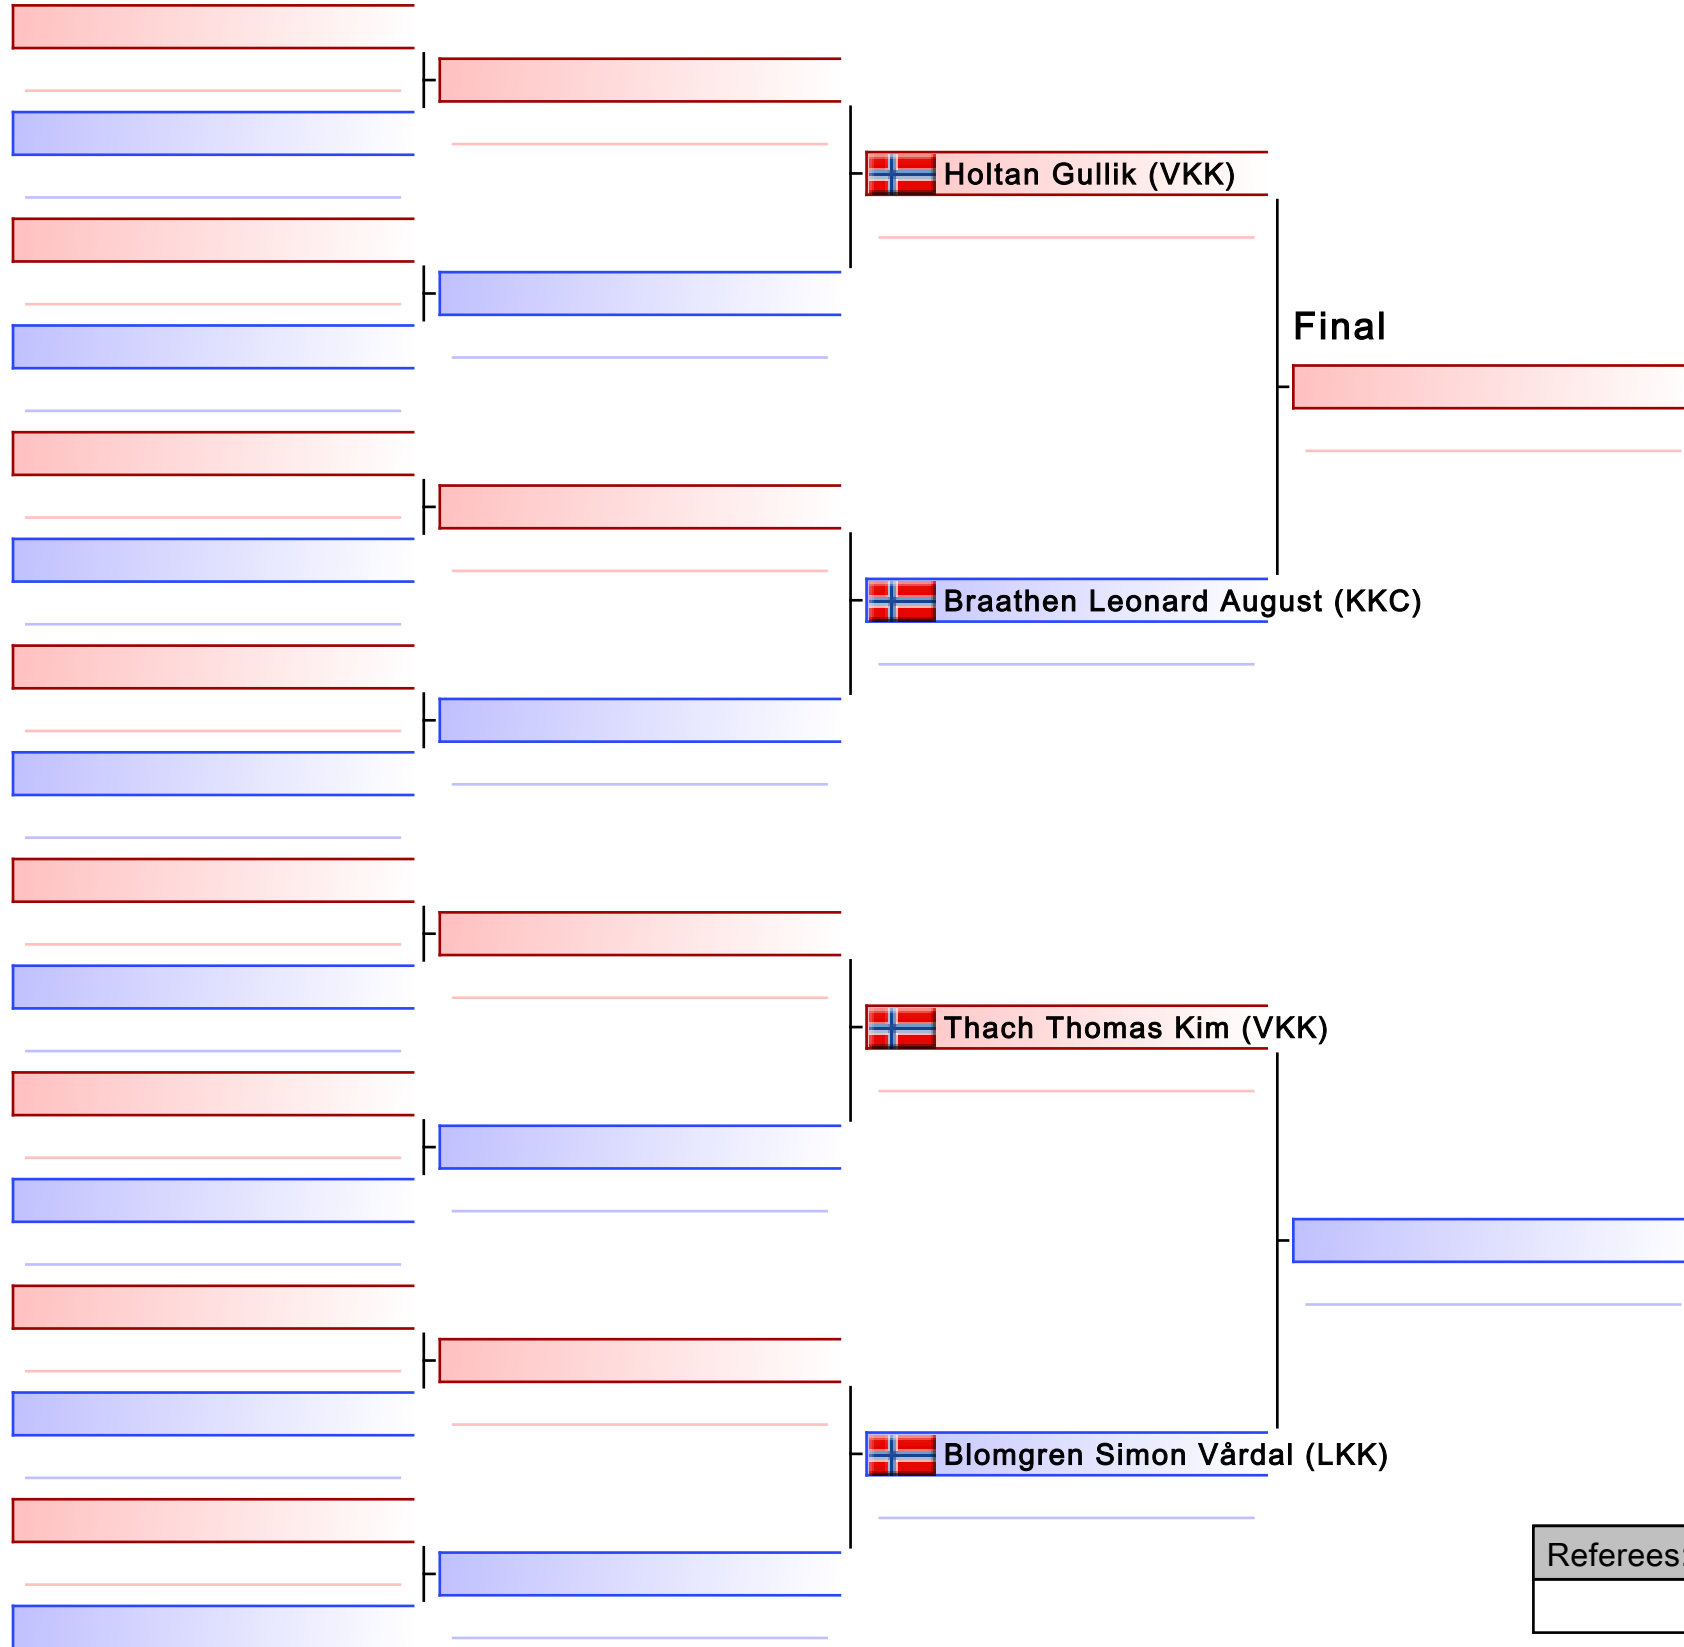 Holtan Gullik (VKK)
Final
Braathen Leonard August (KKC)
Thach Thomas Kim (VKK)
Blomgren Simon Vårdal (LKK)
Referees: